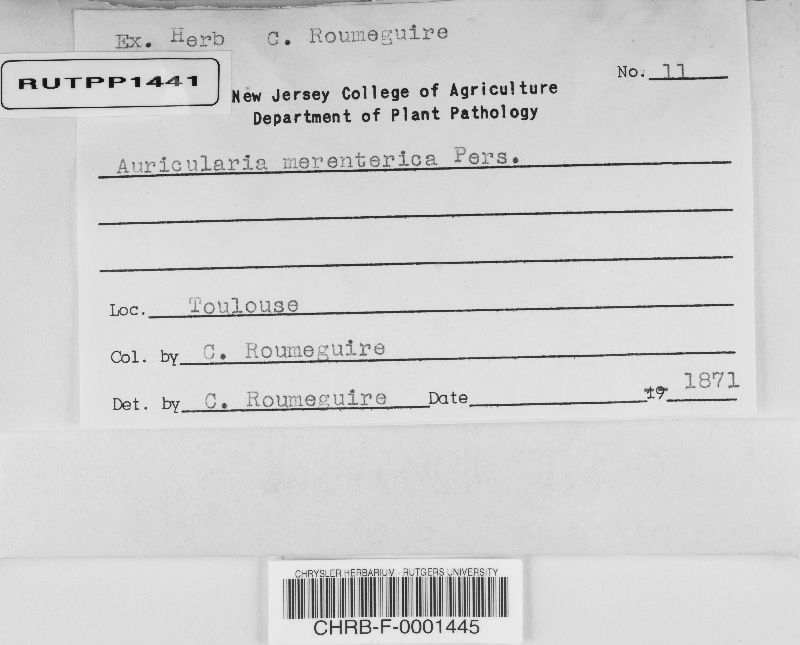 Ex. Herb C. Roumeguire
RUTPP1441
No. 11
New Jersey College of Agriculture
Department of Plant Pathology
Auricularia merenterica Pers.
Loc. Toulouse
Col. by C. Roumeguire
Det. by C. Roumeguire Date 19 1871
CHRYSLER HERBARIUM - RUTGERS UNIVERSITY
CHRB-F-0001445